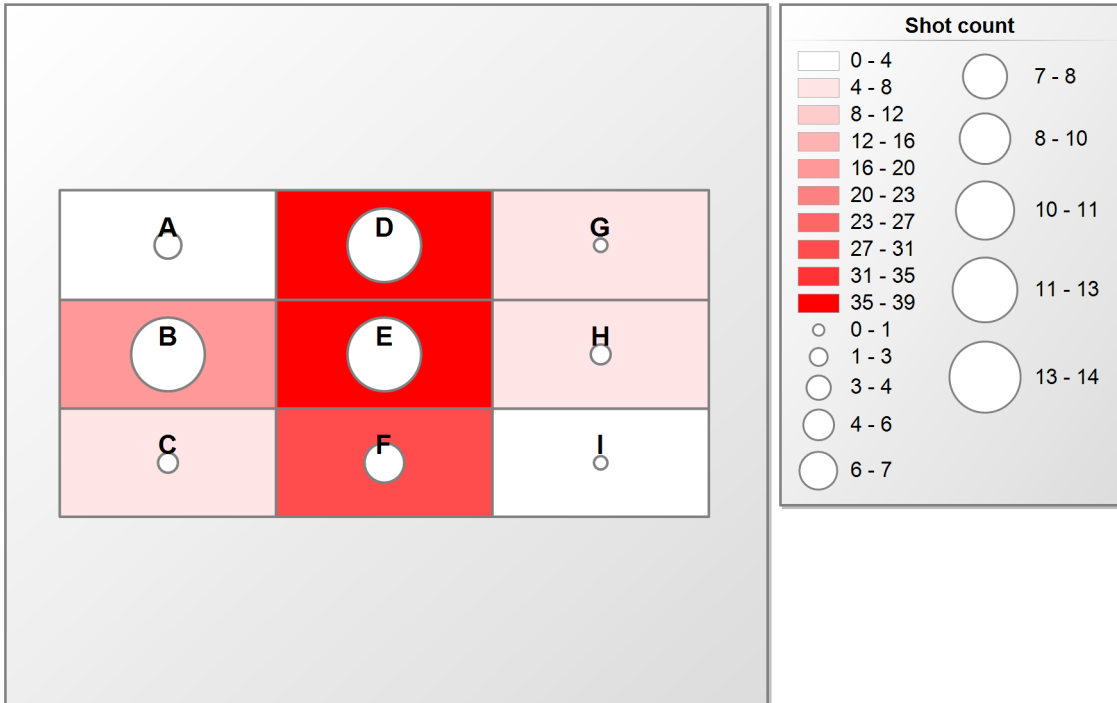 Shot count
0 - 4
4 - 8
8 - 12
12 - 16
16 - 20
20 - 23
23 - 27
27 - 31
31 - 35
35 - 39
0 - 1
1 - 3
3 - 4
4 - 6
6 - 7
7 - 8
8 - 10
10 - 11
11 - 13
13 - 14
A D G
B E H
C F I